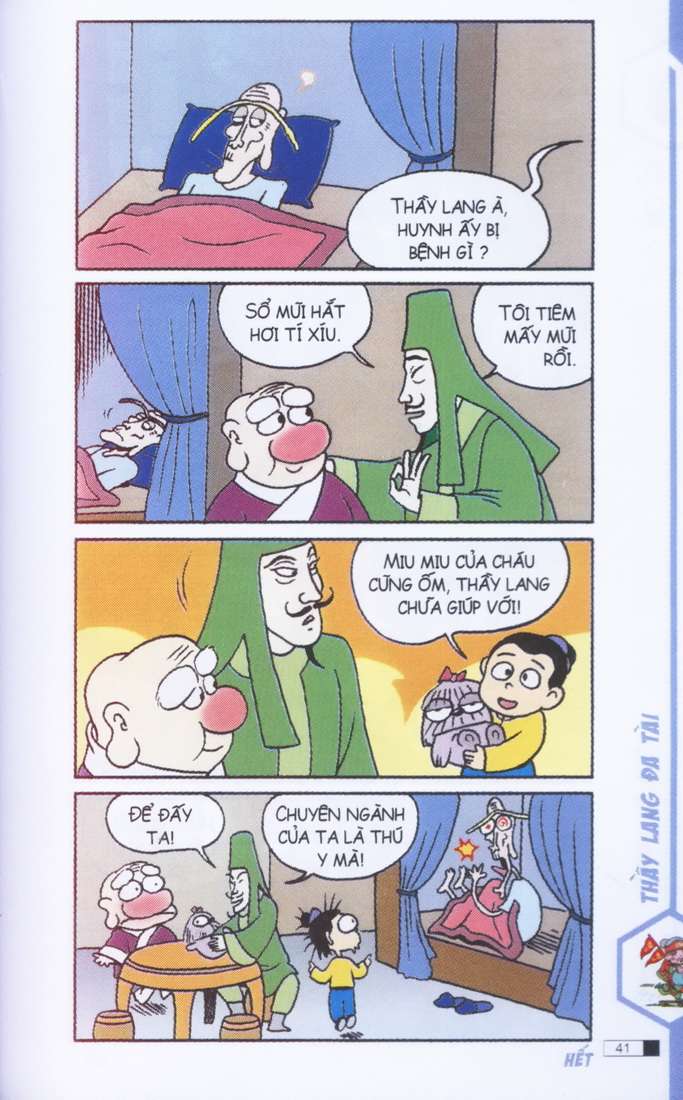 THẦY LANG À,
HUYNH ẤY BỊ
BỆNH GÌ ?
SỔ MŨI HẮT
HƠI TÍ XÍU.
TÔI TIÊM
MẤY MŨI
RỒI.
MIU MIU CỦA CHÁU
CŨNG ỐM, THẦY LANG
CHƯA GIÚP VỚI!
ĐỂ ĐẤY
TA!
CHUYÊN NGÀNH
CỦA TA LÀ THÚ
Y MÀ!
THẦY LANG ĐA TÀI
HẾT
41